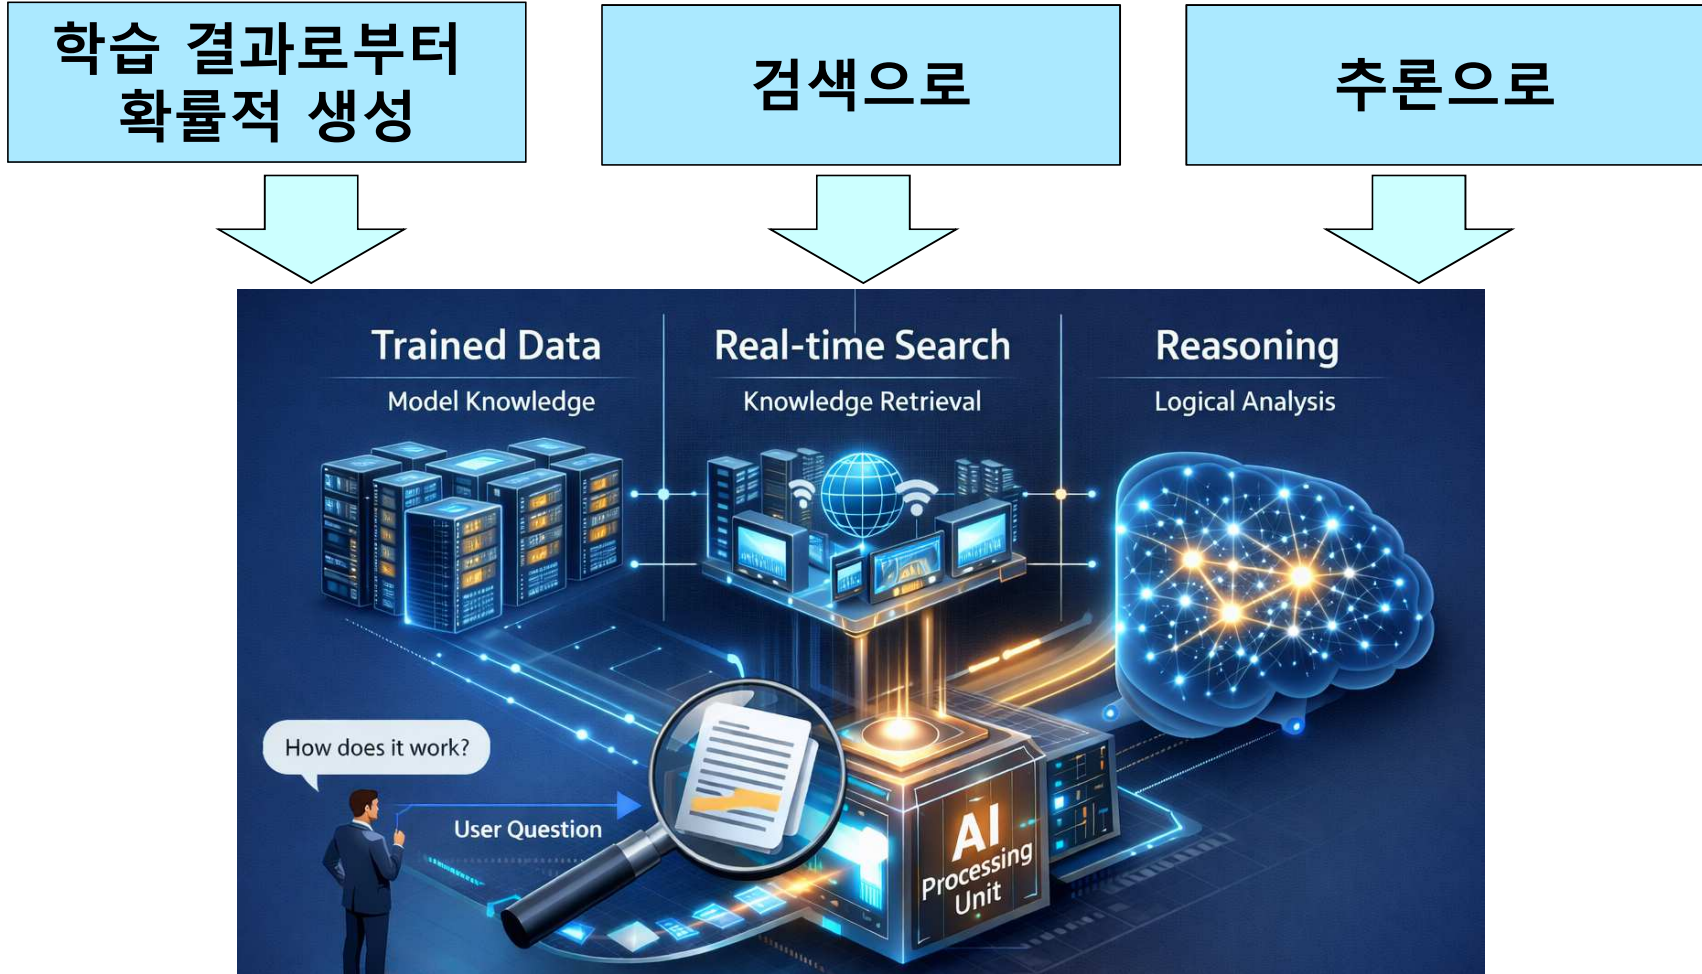 학습 결과로부터
확률적 생성
검색으로
추론으로
Trained Data
Model Knowledge
Real-time Search
Knowledge Retrieval
Reasoning
Logical Analysis
How does it work?
User Question
AI
Processing
Unit